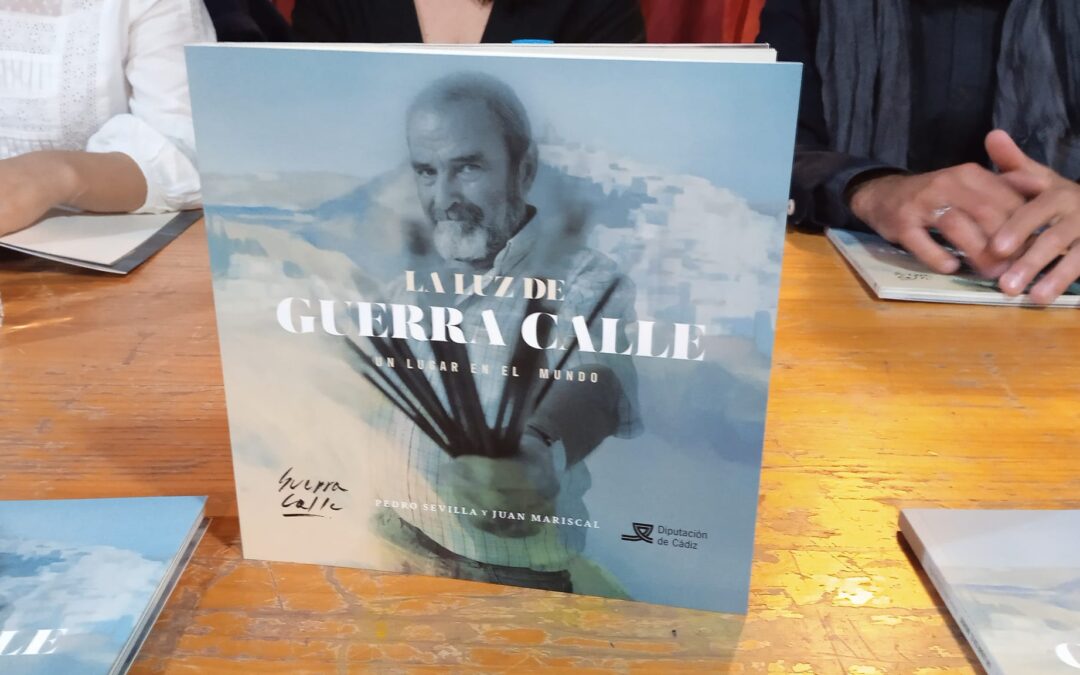 LA LUZ DE
GUERRA CALLE
UN LUGAR EN EL MUNDO
Guerra
Calle
PEDRO SEVILLA Y JUAN MARISCAL
Diputación
de Cádiz
LLE